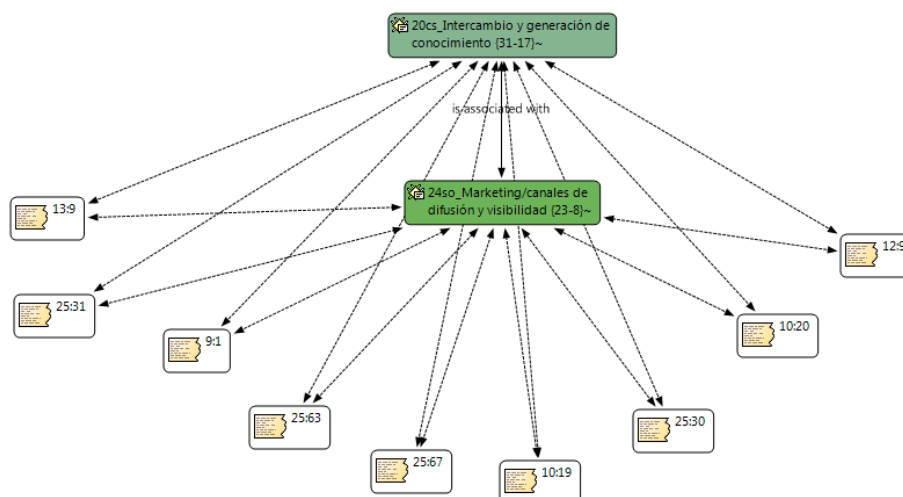 20cs_Intercambio y generación de
conocimiento {31-17}~
is associated with
24so_Marketing/canales de
difusión y visibilidad {23-8}~
13:9
12:9
25:31
10:20
9:1
25:63
25:30
25:67
10:19